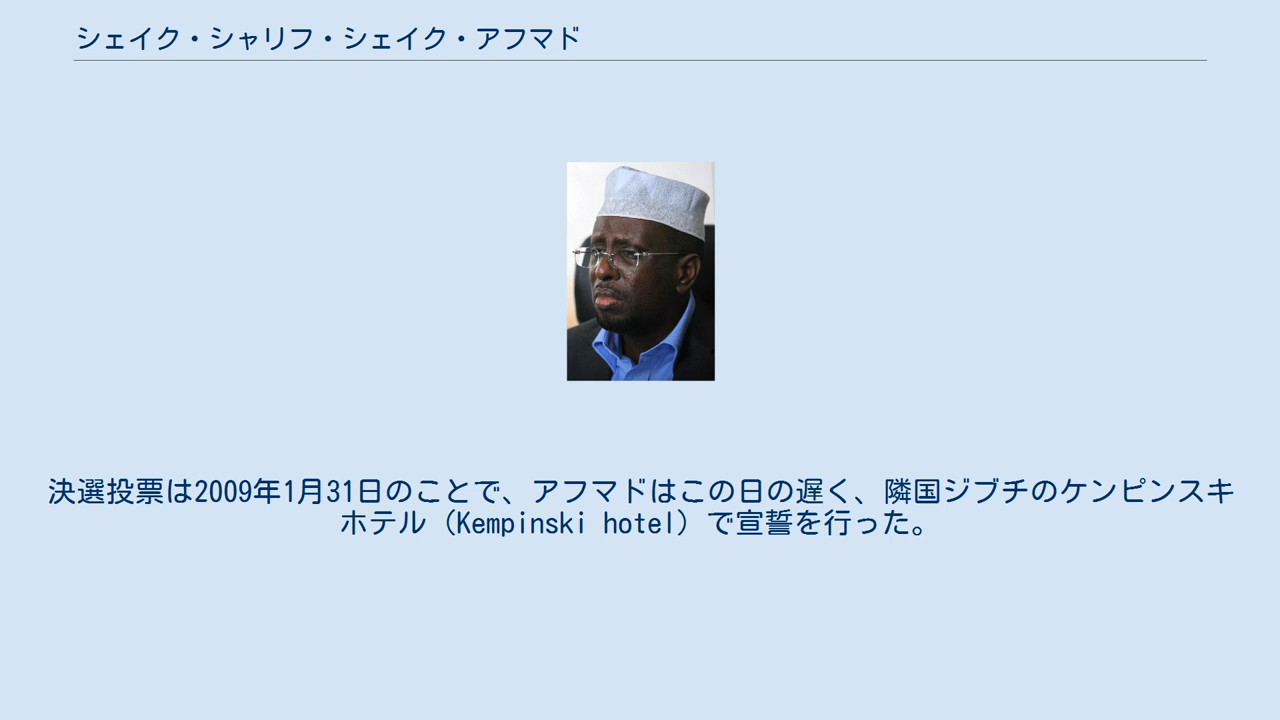 シェイク・シャリフ・シェイク・アフマド
決選投票は2009年1月31日のことで、アフマドはこの日の遅く、隣国ジブチのケンピンスキ
ホテル（Kempinski hotel）で宣誓を行った。